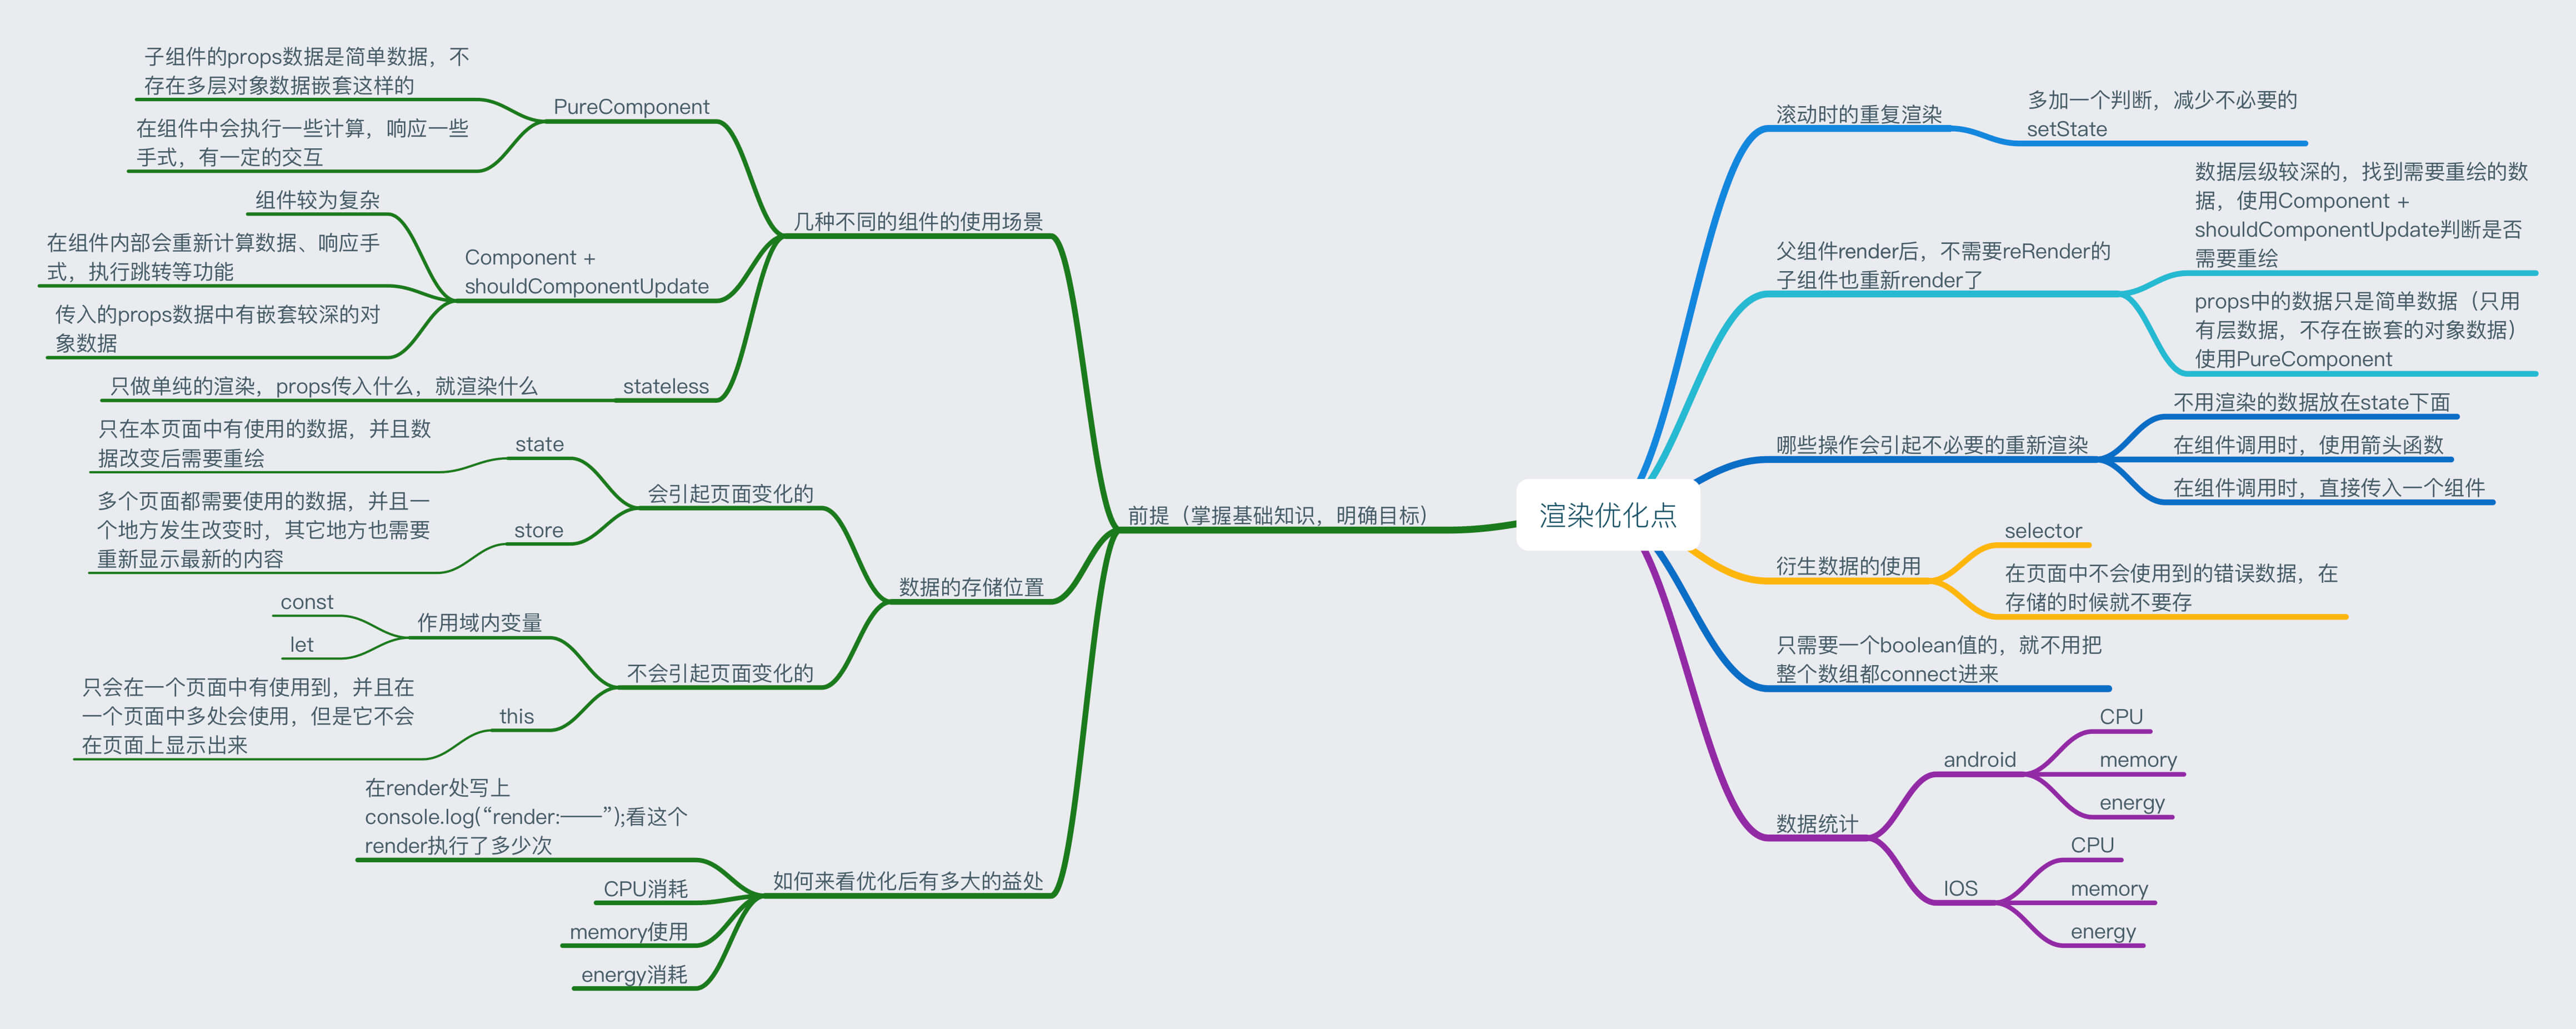 渲染优化点
前提（掌握基础知识，明确目标）
几种不同的组件的使用场景
PureComponent
子组件的props数据是简单数据，不
存在多层对象数据嵌套这样的
在组件中会执行一些计算，响应一些
手式，有一定的交互
Component +
shouldComponentUpdate
组件较为复杂
在组件内部会重新计算数据、响应手
式，执行跳转等功能
传入的props数据中有嵌套较深的对
象数据
stateless
只做单纯的渲染，props传入什么，就渲染什么
数据的存储位置
会引起页面变化的
state
只在本页面中有使用的数据，并且数
据改变后需要重绘
store
多个页面都需要使用的数据，并且一
个地方发生改变时，其它地方也需要
重新显示最新的内容
不会引起页面变化的
作用域内变量
const
let
this
只会在一个页面中有使用到，并且在
一个页面中多处会使用，但是它不会
在页面上显示出来
如何来看优化后有多大的益处
在render处写上
console.log(“render:——”);看这个
render执行了多少次
CPU消耗
memory使用
energy消耗
滚动时的重复渲染
多加一个判断，减少不必要的
setState
父组件render后，不需要reRender的
子组件也重新render了
数据层级较深的，找到需要重绘的数
据，使用Component +
shouldComponentUpdate判断是否
需要重绘
props中的数据只是简单数据（只用
有层数据，不存在嵌套的对象数据）
使用PureComponent
哪些操作会引起不必要的重新渲染
不用渲染的数据放在state下面
在组件调用时，使用箭头函数
在组件调用时，直接传入一个组件
衍生数据的使用
selector
在页面中不会使用到的错误数据，在
存储的时候就不要存
只需要一个boolean值的，就不用把
整个数组都connect进来
数据统计
android
CPU
memory
energy
IOS
CPU
memory
energy